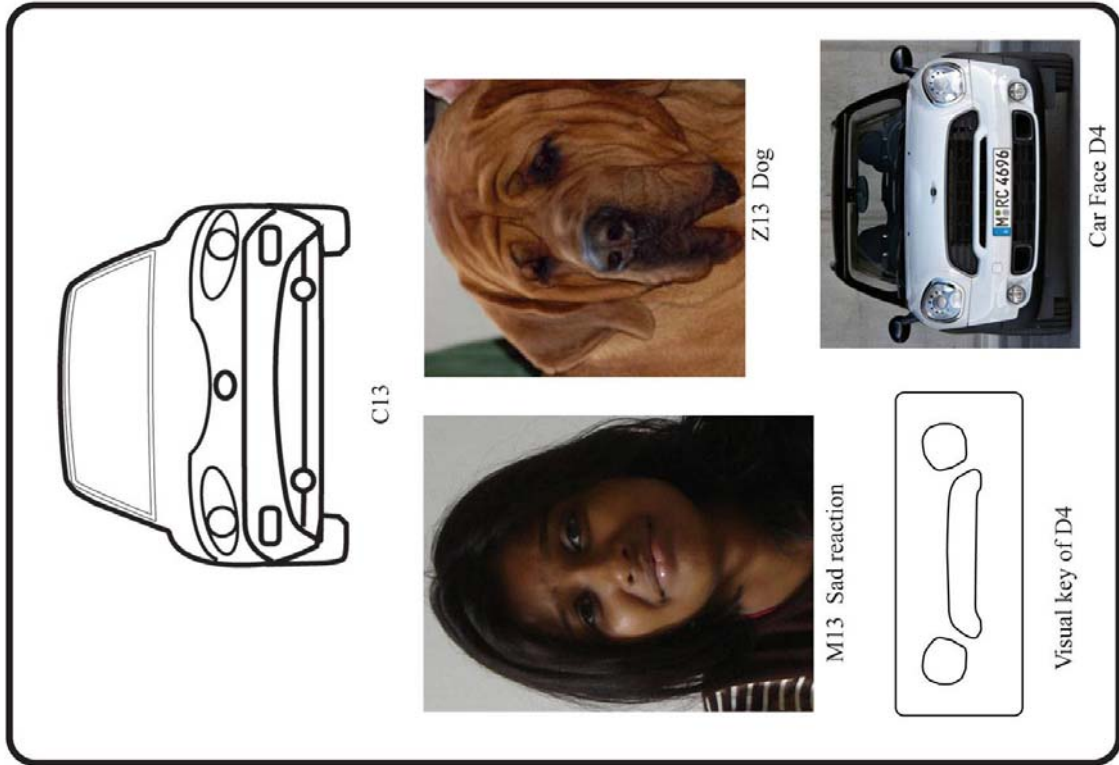 C13
M13 Sad reaction
Z13 Dog
Visual key of D4
M RC 4696
Car Face D4